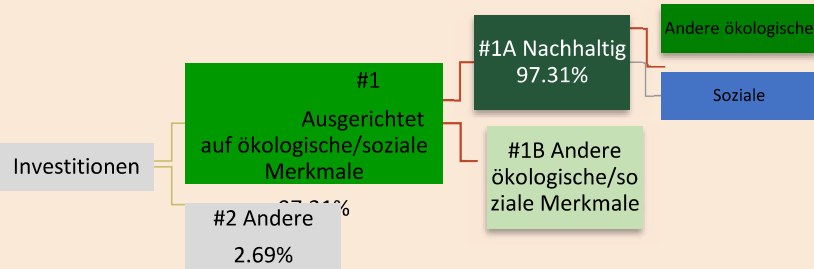 Investitionen
#1
Ausgerichtet
auf ökologische/soziale
Merkmale
#2 Andere
2.69%
#1A Nachhaltig
97.31%
#1B Andere
ökologische/so
ziale Merkmale
Andere ökologische
Soziale